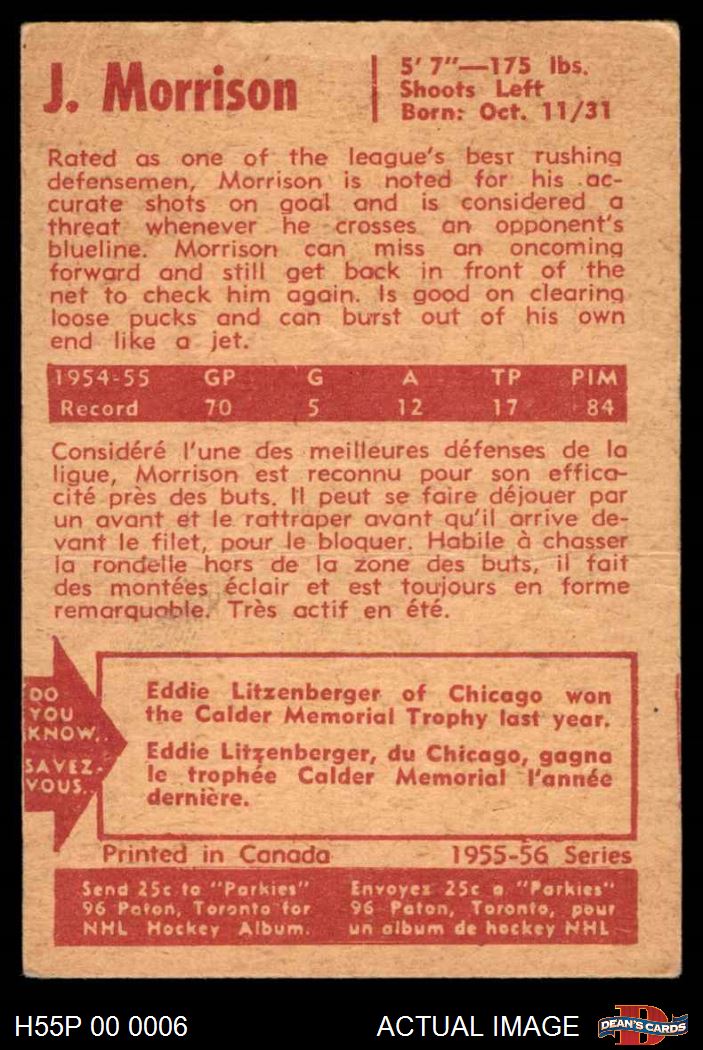 J. Morrison
5' 7"—175 lbs.
Shoots Left
Born: Oct. 11/31
Rated as one of the league's best rushing
defensemen, Morrison is noted for his ac-
curate shots on goal and is considered a
threat whenever he crosses an opponent's
blueline. Morrison can miss an oncoming
forward and still get back in front of the
net to check him again. Is good on clearing
loose pucks and can burst out of his own
end like a jet.
1954-55 GP G A TP PIM
Record 70 5 12 17 84
Considéré l'une des meilleures défenses de la
ligue, Morrison est reconnu pour son effica-
cité près des buts. Il peut se faire déjouer par
un avant et le rattraper avant qu'il arrive de-
vant le filet, pour le bloquer. Habile à chasser
la rondelle hors de la zone des buts, il fait
des montées éclair et est toujours en forme
remarquable. Très actif en été.
DO
YOU
KNOW..
SAVEZ-
VOUS..
Eddie Litzenberger of Chicago won
the Calder Memorial Trophy last year.
Eddie Litzenberger, du Chicago, gagna
le trophée Calder Memorial l'année
dernière.
Printed in Canada 1955-56 Series
Send 25c to "Parkies"
96 Paton, Toronto for
NHL Hockey Album.
Envoyez 25c a "Parkies"
96 Paton, Toronto, pour
un album de hockey NHL
H55P 00 0006 ACTUAL IMAGE
D
DEAN'S CARDS